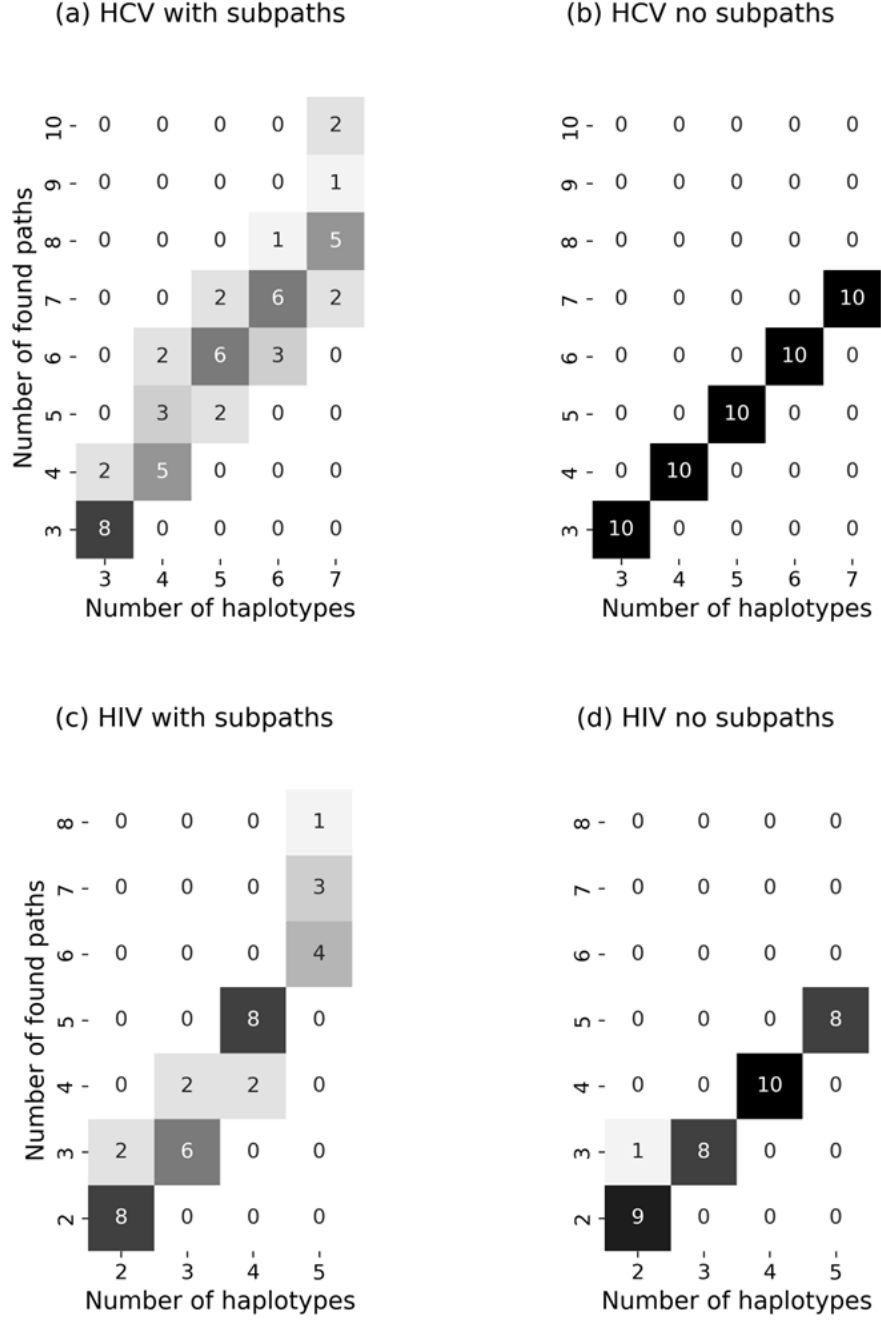 (a) HCV with subpaths
Number of found paths
10 0 0 0 0 2
9 0 0 0 0 1
8 0 0 0 1 5
7 0 0 2 6 2
6 0 2 6 3 0
5 0 3 2 0 0
4 2 5 0 0 0
3 8 0 0 0 0
3 4 5 6 7
Number of haplotypes
(b) HCV no subpaths
10 0 0 0 0 0
9 0 0 0 0 0
8 0 0 0 0 0
7 0 0 0 0 10
6 0 0 0 10 0
5 0 0 10 0 0
4 0 10 0 0 0
3 10 0 0 0 0
3 4 5 6 7
Number of haplotypes
(c) HIV with subpaths
Number of found paths
8 0 0 0 1
7 0 0 0 3
6 0 0 0 4
5 0 0 8 0
4 0 2 2 0
3 2 6 0 0
2 8 0 0 0
2 3 4 5
Number of haplotypes
(d) HIV no subpaths
8 0 0 0 0
7 0 0 0 0
6 0 0 0 0
5 0 0 0 8
4 0 0 10 0
3 1 8 0 0
2 9 0 0 0
2 3 4 5
Number of haplotypes